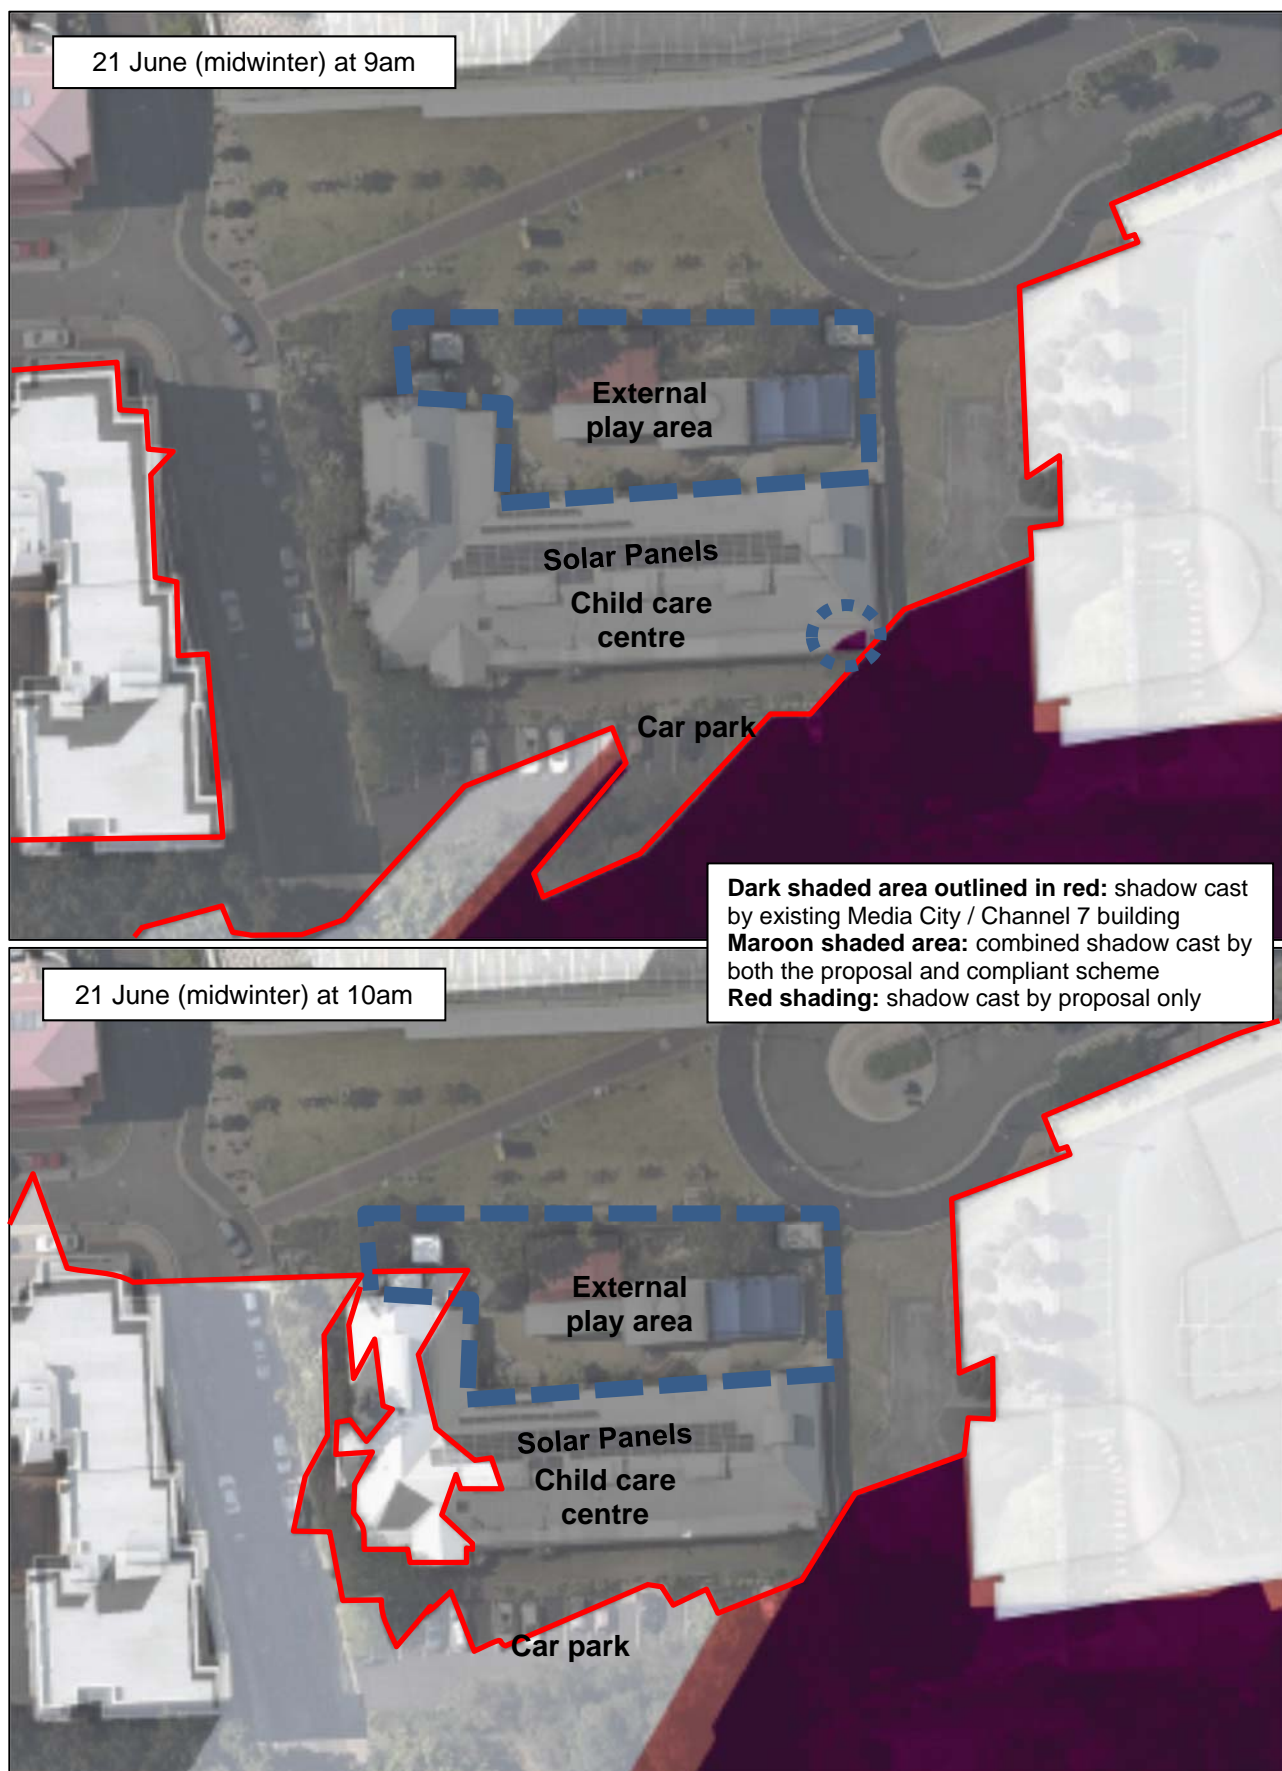 21 June (midwinter) at 9am
External
play area
Solar Panels
Child care
centre
Car park
Dark shaded area outlined in red: shadow cast
by existing Media City / Channel 7 building
Maroon shaded area: combined shadow cast by
both the proposal and compliant scheme
Red shading: shadow cast by proposal only
21 June (midwinter) at 10am
External
play area
Solar Panels
Child care
centre
Car park